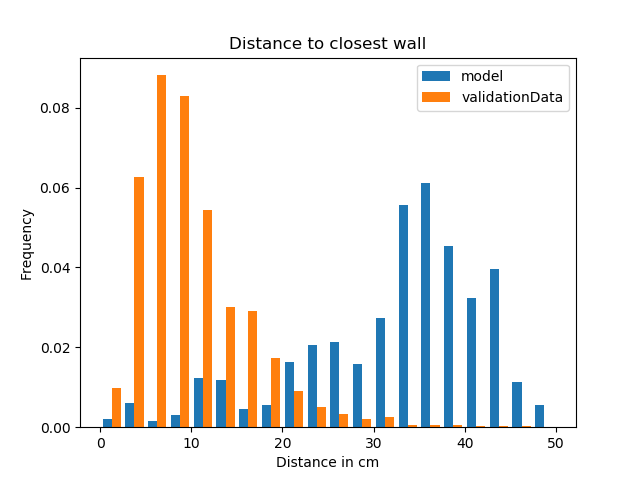 Distance to closest wall
model
validationData
Frequency
0.08
0.06
0.04
0.02
0.00
0 10 20 30 40 50
Distance in cm